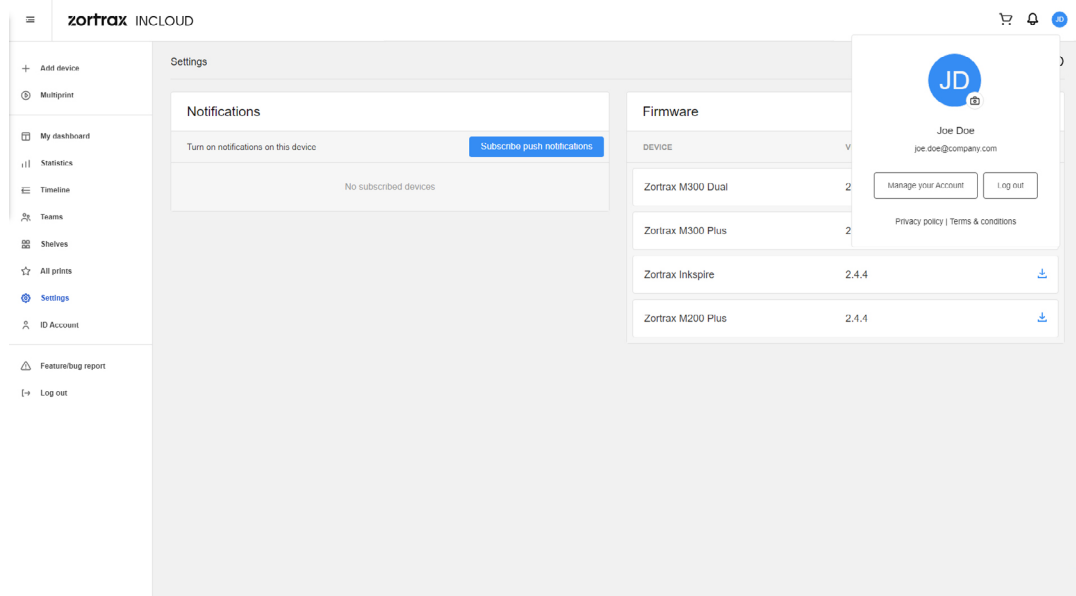 zortrax INCLOUD
JD
Add device
Multiprint
My dashboard
Statistics
Timeline
Teams
Shelves
All prints
Settings
ID Account
Feature/bug report
Log out
Settings
Notifications
Turn on notifications on this device
Subscribe push notifications
No subscribed devices
Firmware
DEVICE V
Zortrax M300 Dual 2
Zortrax M300 Plus 2
Zortrax Inkspire 2.4.4
Zortrax M200 Plus 2.4.4
JD
Joe Doe
joe.doe@company.com
Manage your Account
Log out
Privacy policy | Terms & conditions